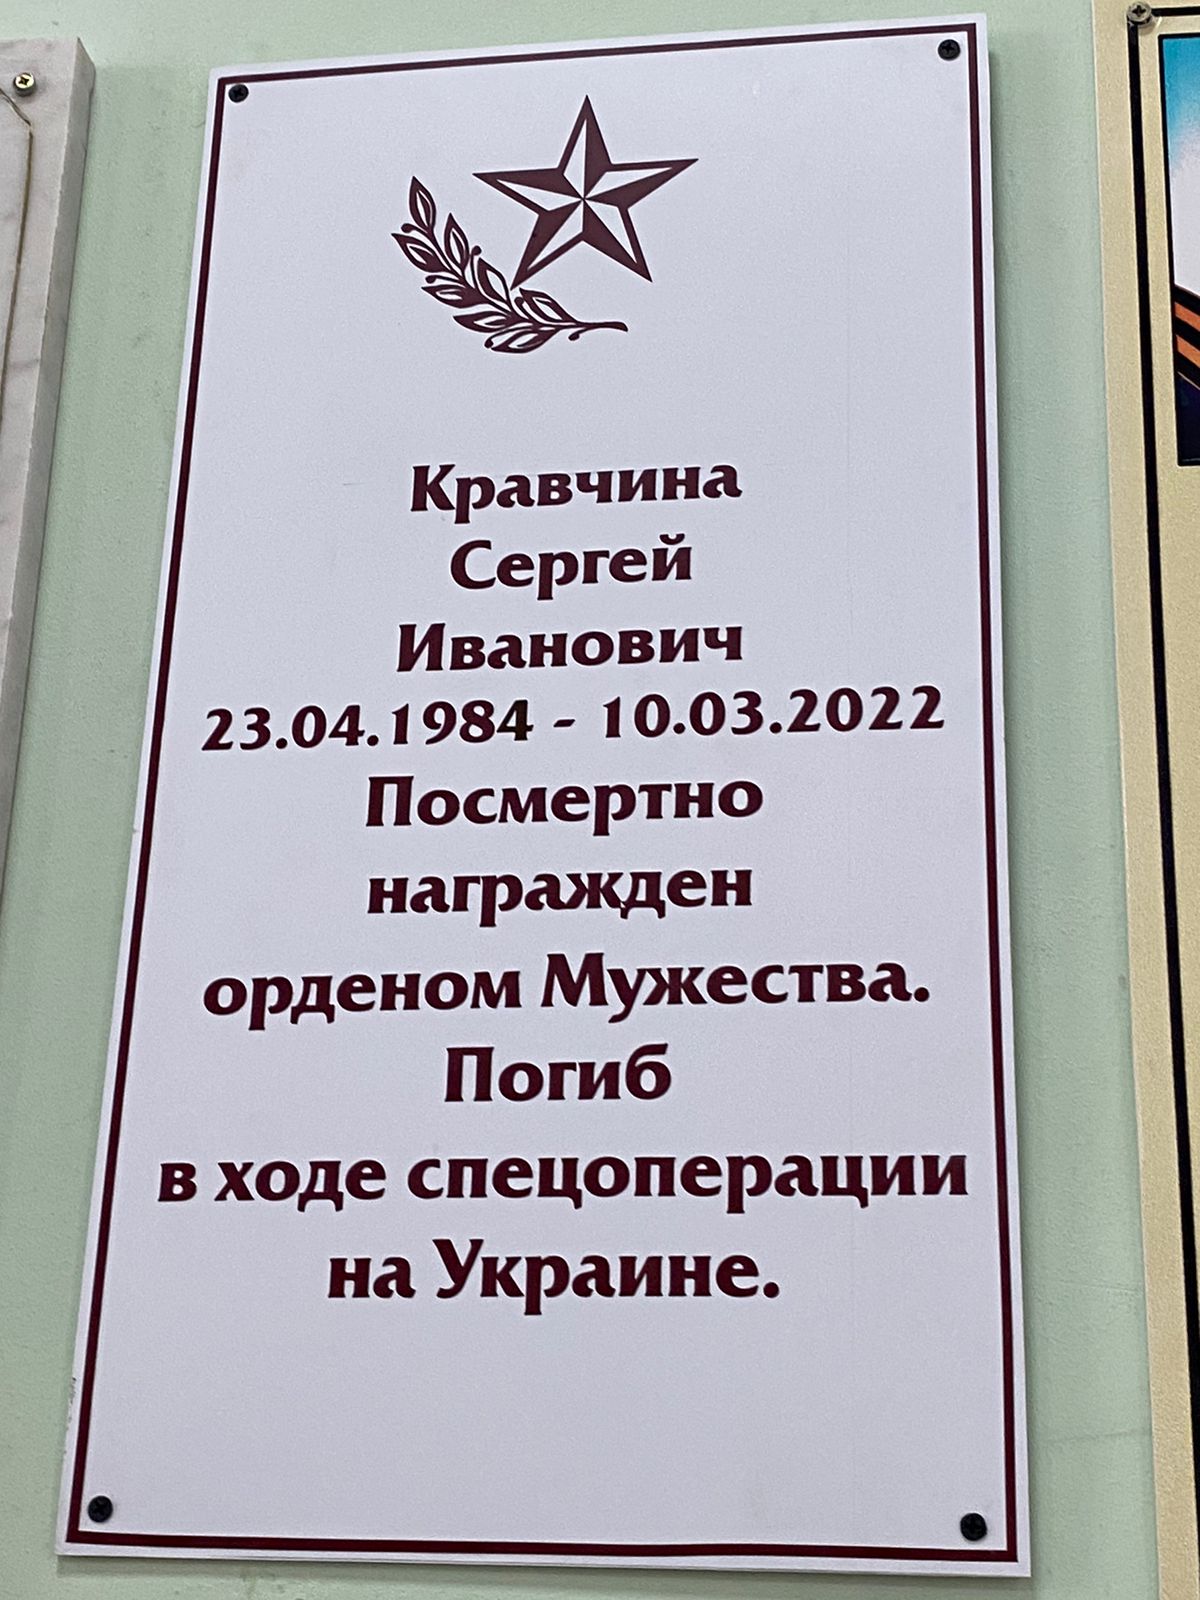 Кравчина
Сергей
Иванович
23.04.1984 - 10.03.2022
Посмертно
награжден
орденом Мужества.
Погиб
в ходе спецоперации
на Украине.